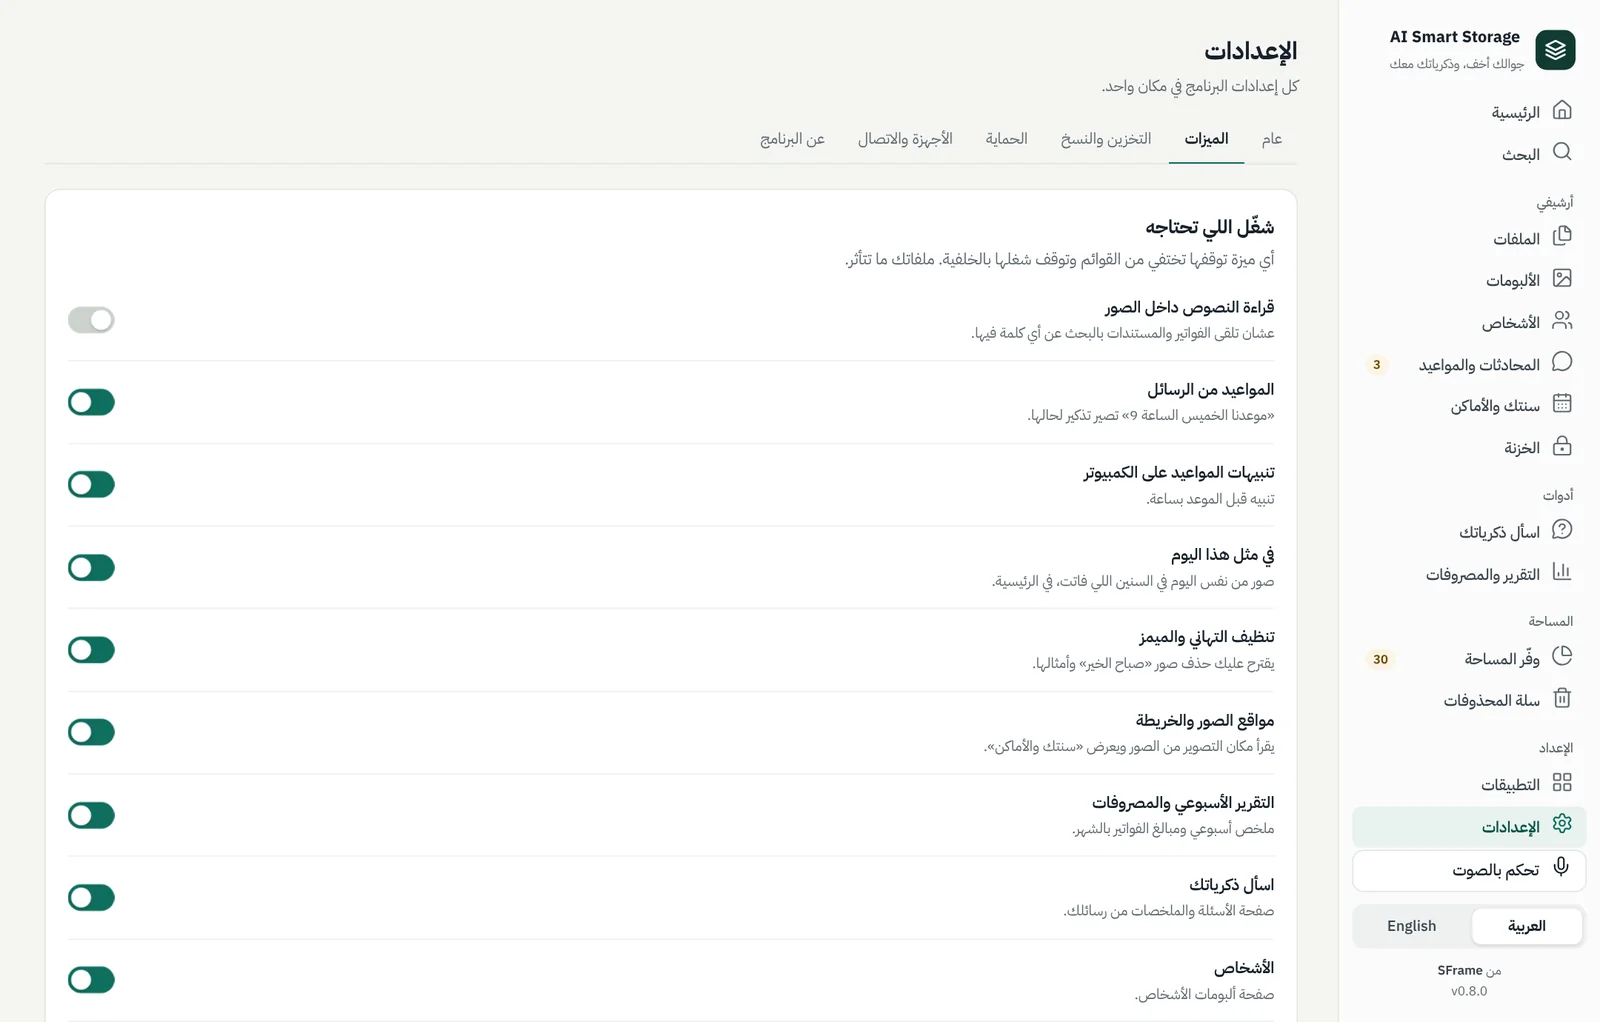 AI Smart Storage
جوالك أخف، وذكرياتك معك
الرئيسية
البحث
أرشيفي
الملفات
الألبومات
الأشخاص
المحادثات والمواعيد
3
سنتك والأماكن
الخزنة
أدوات
اسأل ذكرياتك
التقرير والمصروفات
المساحة
وفّر المساحة
30
سلة المحذوفات
الإعداد
التطبيقات
الإعدادات
تحكم بالصوت
العربية
English
من SFrame
v0.8.0
الإعدادات
كل إعدادات البرنامج في مكان واحد.
عام
الميزات
التخزين والنسخ
الحماية
الأجهزة والاتصال
عن البرنامج
شغّل اللي تحتاجه
أي ميزة توقفها تختفي من القوائم وتوقف شغلها بالخلفية. ملفاتك ما تتأثر.
قراءة النصوص داخل الصور
عشان تلقى الفواتير والمستندات بالبحث عن أي كلمة فيها.
المواعيد من الرسائل
«موعدنا الخميس الساعة 9» تصير تذكير لحالها.
تنبيهات المواعيد على الكمبيوتر
تنبيه قبل الموعد بساعة.
في مثل هذا اليوم
صور من نفس اليوم في السنين اللي فاتت، في الرئيسية.
تنظيف التهاني والميمز
يقترح عليك حذف صور «صباح الخير» وأمثالها.
مواقع الصور والخريطة
يقرأ مكان التصوير من الصور ويعرض «سنتك والأماكن».
التقرير الأسبوعي والمصروفات
ملخص أسبوعي ومبالغ الفواتير بالشهر.
اسأل ذكرياتك
صفحة الأسئلة والملخصات من رسائلك.
الأشخاص
صفحة ألبومات الأشخاص.